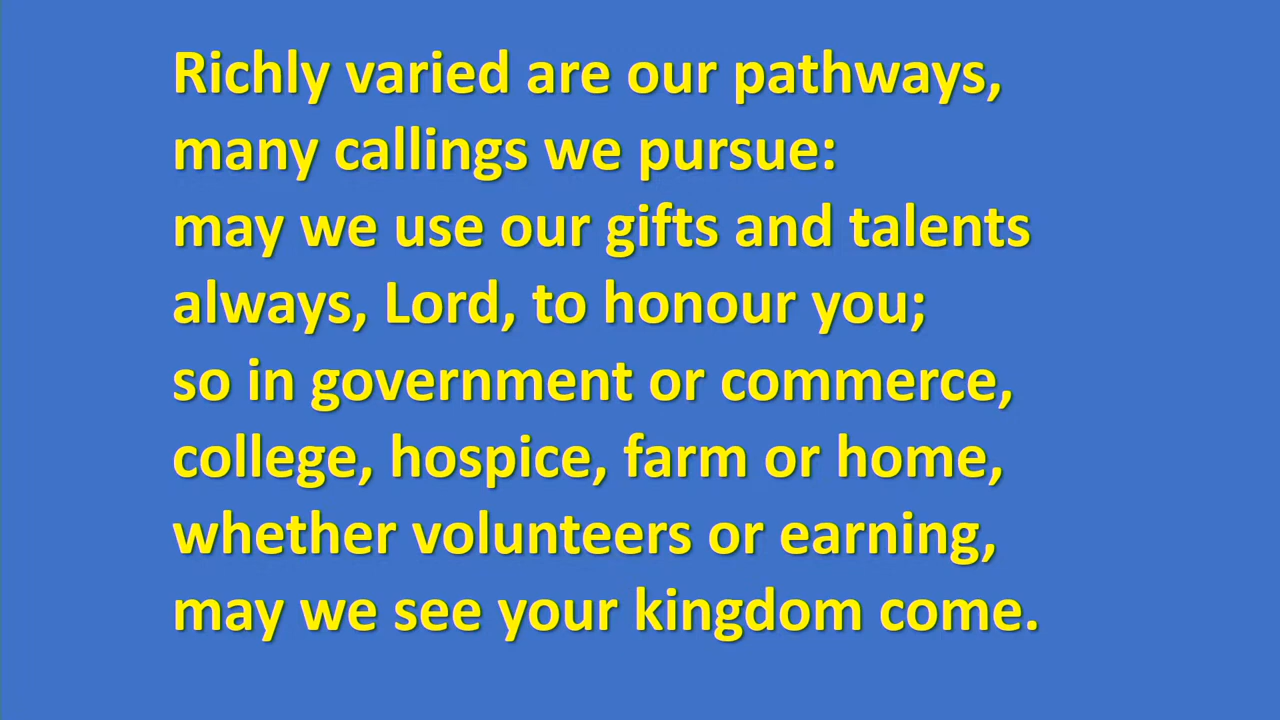 Richly varied are our pathways,
many callings we pursue:
may we use our gifts and talents
always, Lord, to honour you;
so in government or commerce,
college, hospice, farm or home,
whether volunteers or earning,
may we see your kingdom come.